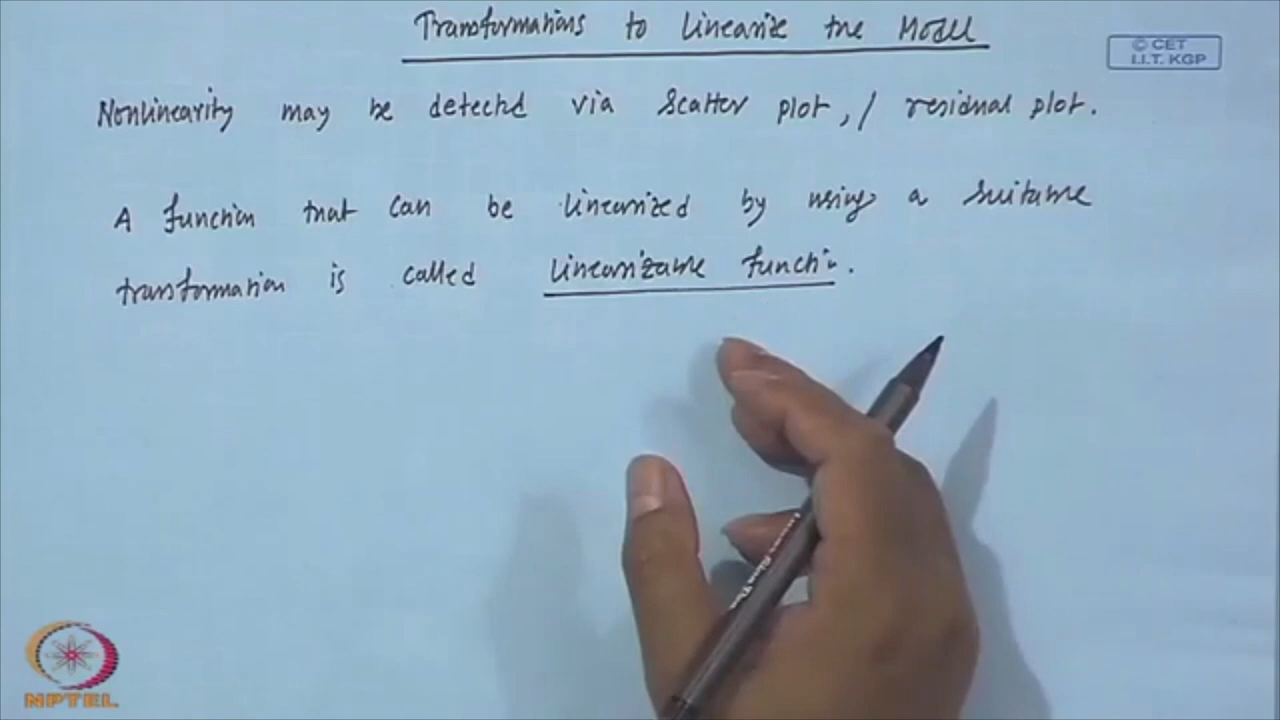 Transformations to linearize the Model
© CET
I.I.T. KGP
Nonlinearity may be detected via scatter plot, / residual plot.
A function that can be linearized by using a suitable
transformation is called linearizable function.
NPTEL